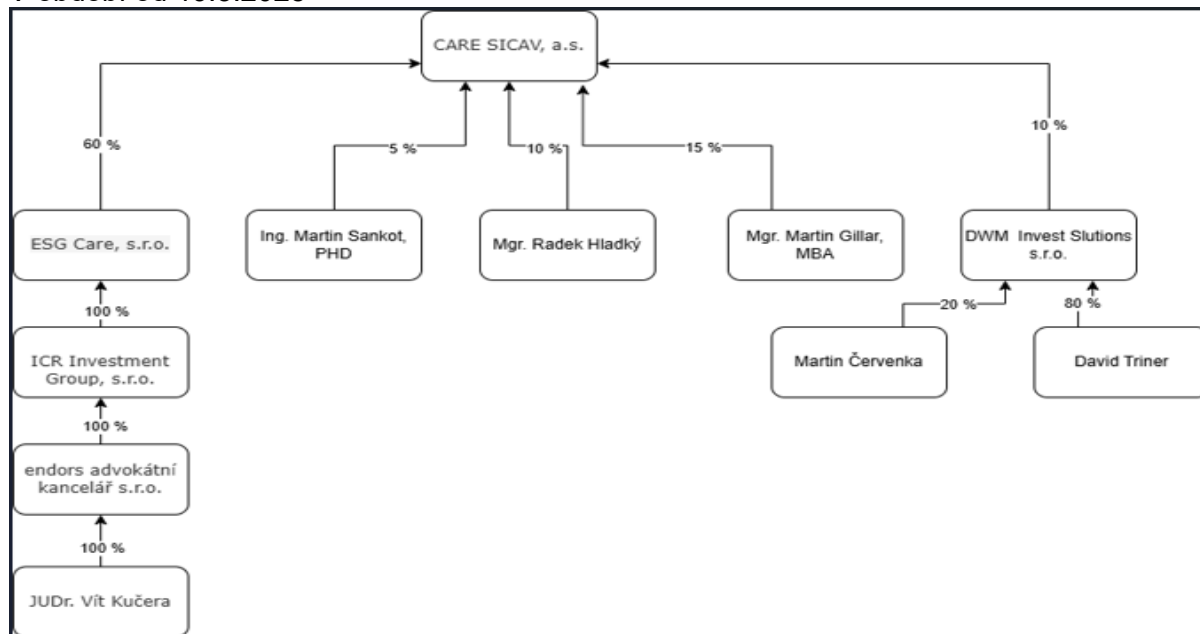 CARE SICAV, a.s.
60 %
5 %
10 %
15 %
10 %
ESG Care, s.r.o.
Ing. Martin Sankot,
PHD
Mgr. Radek Hladký
Mgr. Martin Gillar,
MBA
DWM Invest Slutions
s.r.o.
100 %
20 %
80 %
ICR Investment
Group, s.r.o.
Martin Červenka
David Triner
100 %
endors advokátní
kancelář s.r.o.
100 %
JUDr. Vít Kučera